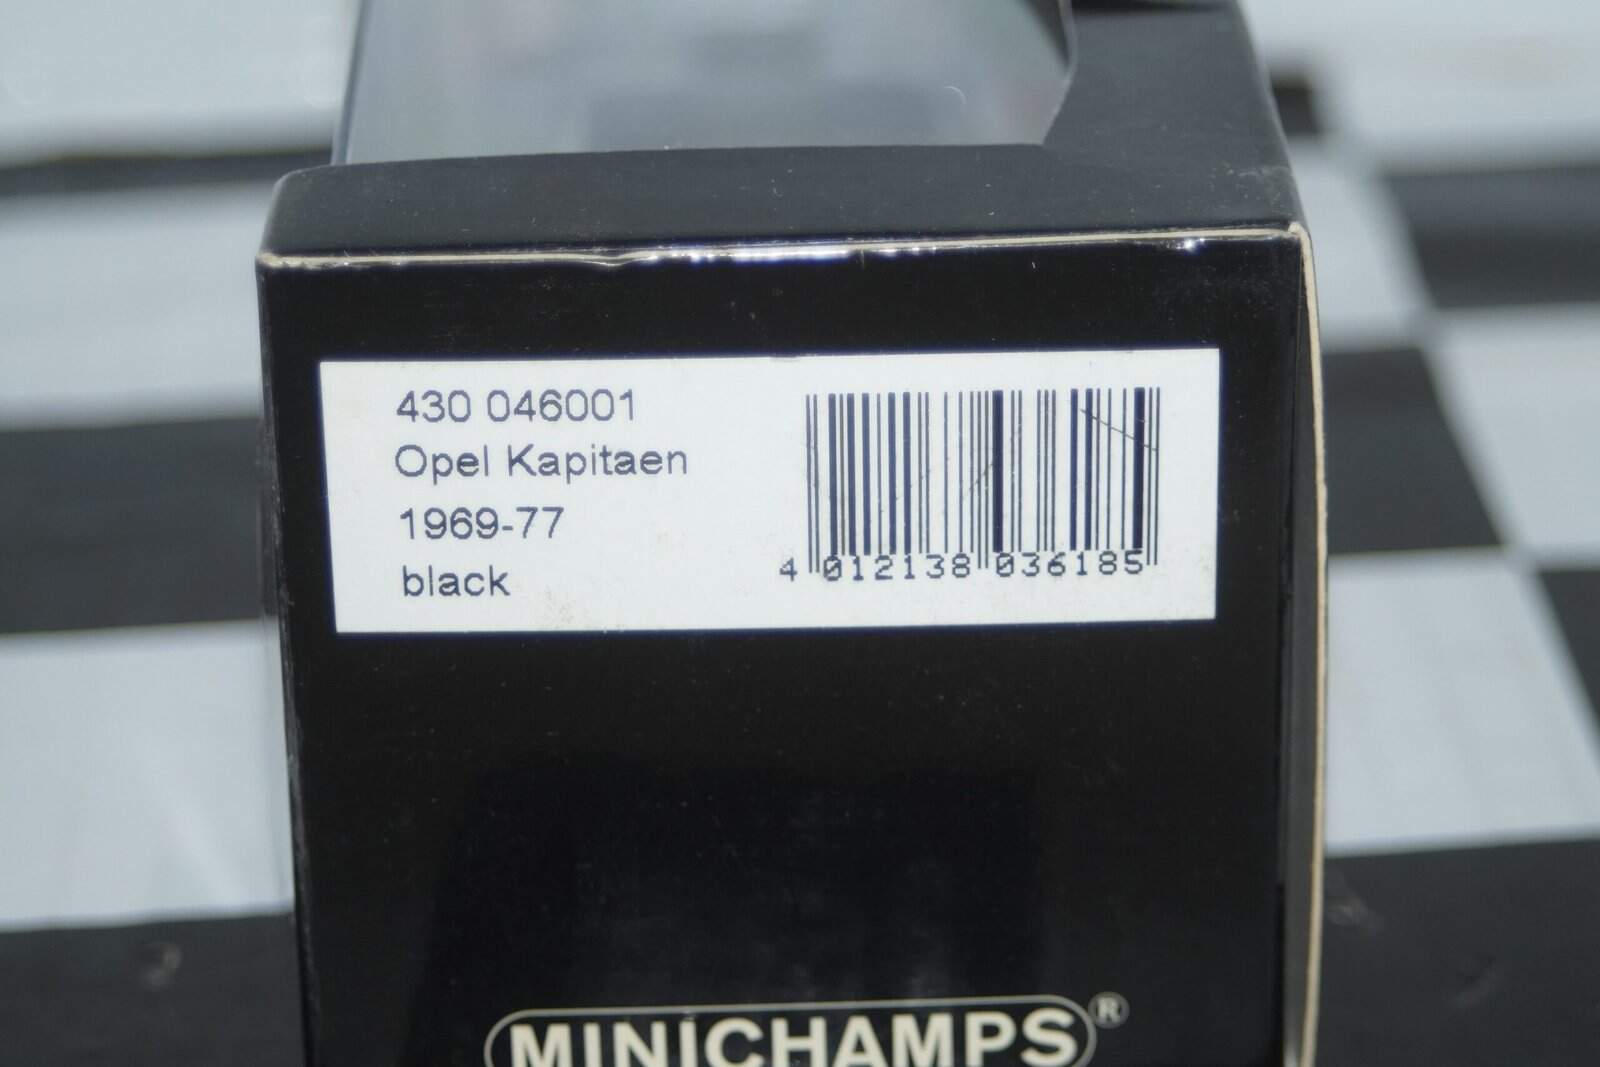 430 046001
Opel Kapitaen
1969-77
black
4 012138 036185
MINICHAMPS®